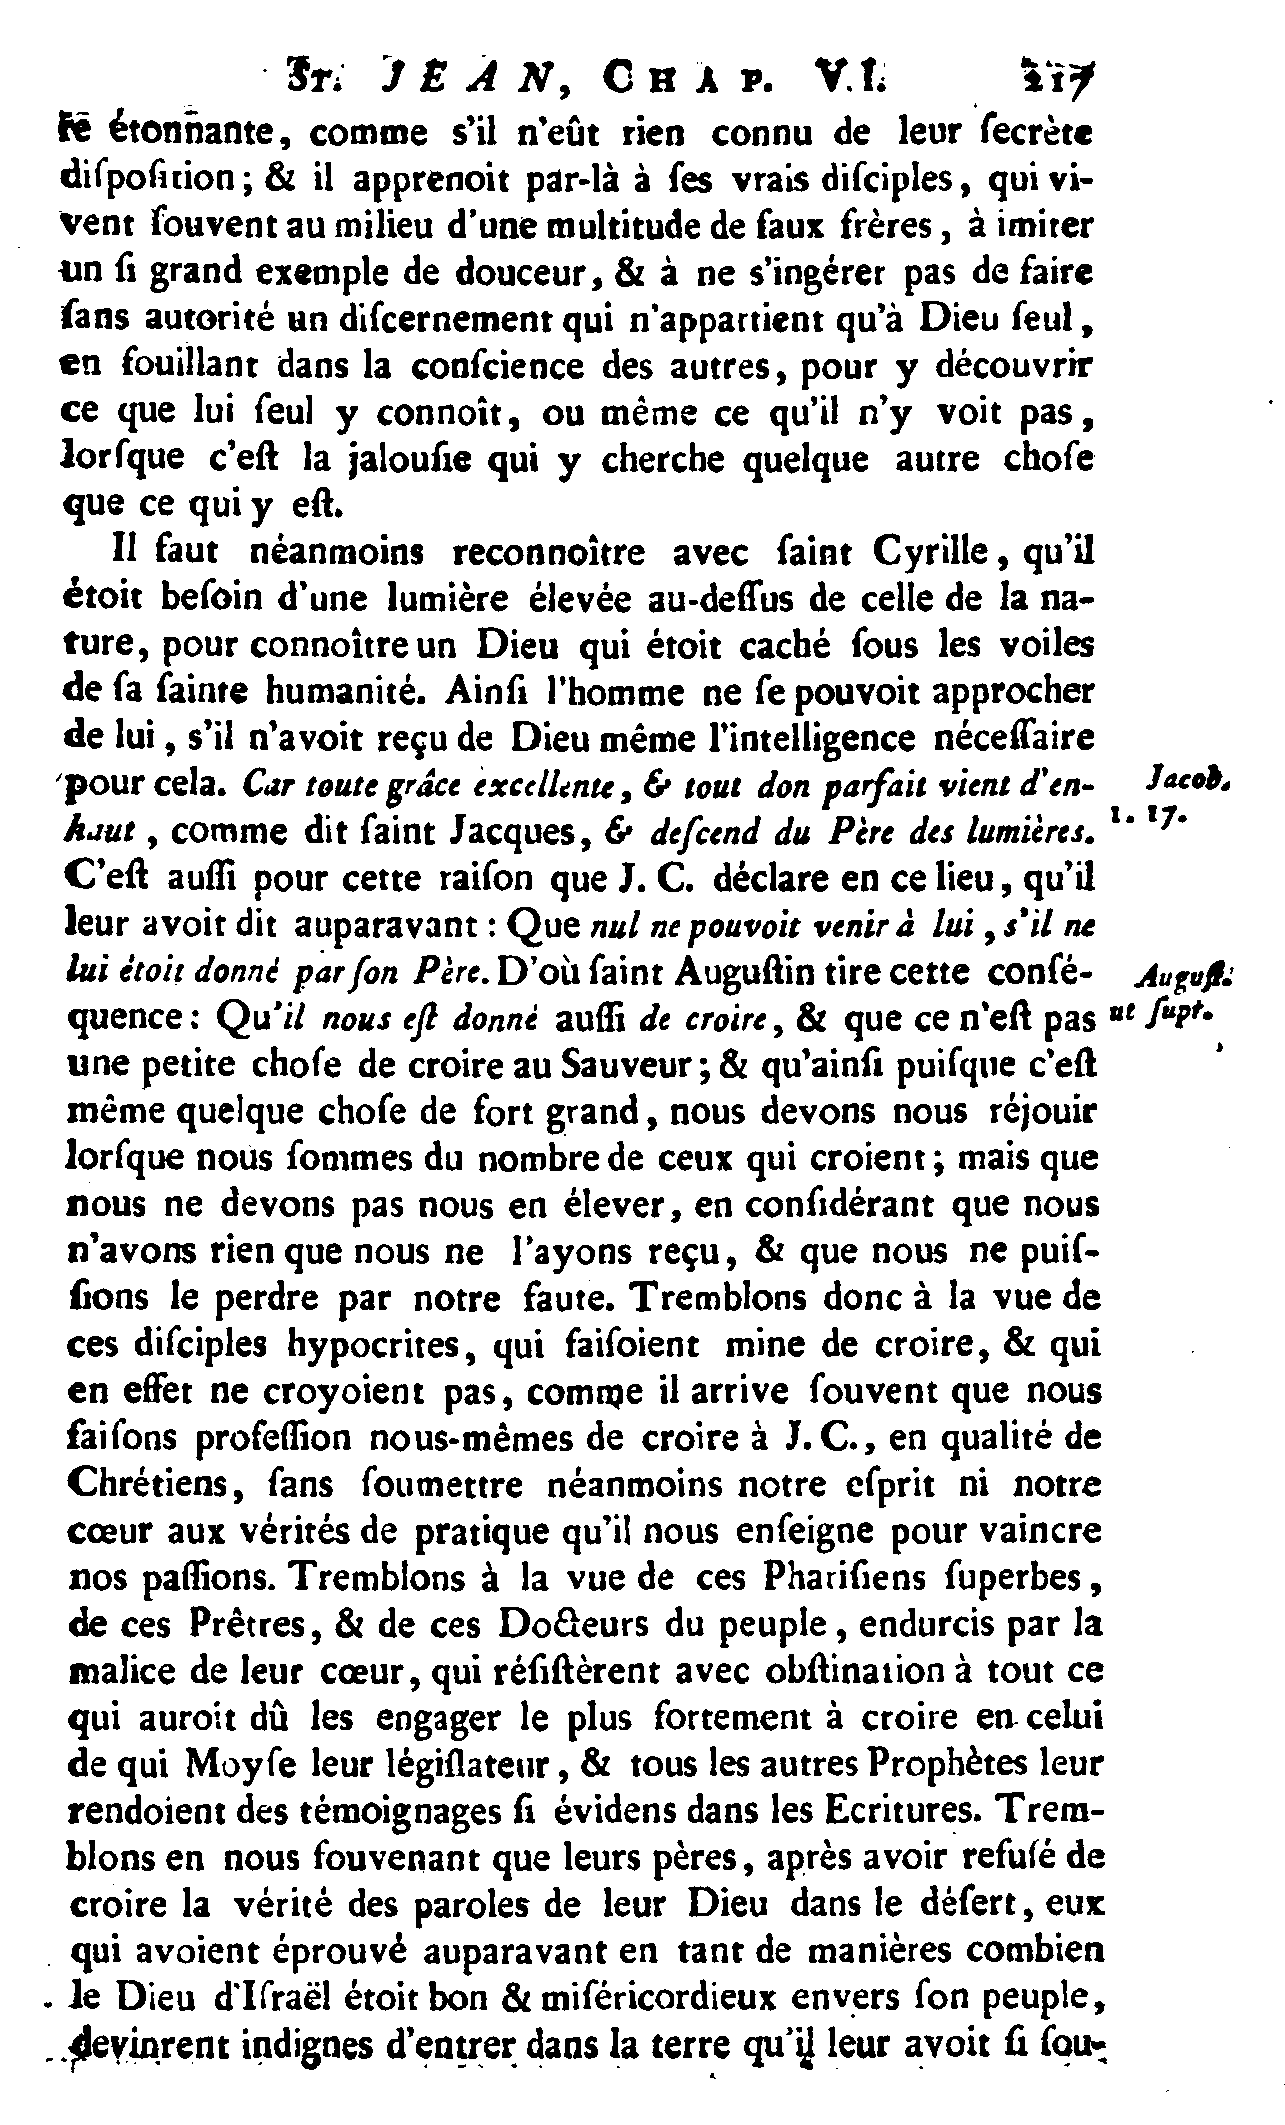 ST. JEAN, CHAP. VI. 217
ſe étonnante, comme s'il n'eût rien connu de leur ſecrète
diſpoſition; & il apprenoit par-là à ſes vrais diſciples, qui vi-
vent ſouvent au milieu d'une multitude de faux frères, à imiter
un ſi grand exemple de douceur, & à ne s'ingérer pas de faire
ſans autorité un diſcernement qui n'appartient qu'à Dieu ſeul,
en fouillant dans la conſcience des autres, pour y découvrir
ce que lui ſeul y connoît, ou même ce qu'il n'y voit pas,
lorſque c'eſt la jalouſie qui y cherche quelque autre choſe
que ce qui y eſt.
Il faut néanmoins reconnoître avec ſaint Cyrille, qu'il
étoit beſoin d'une lumière élevée au-deſſus de celle de la na-
ture, pour connoître un Dieu qui étoit caché ſous les voiles
de ſa ſainte humanité. Ainſi l'homme ne ſe pouvoit approcher
de lui, s'il n'avoit reçu de Dieu même l'intelligence néceſſaire
pour cela. Car toute grâce excellente, & tout don parfait vient d'en-
Jacob.
haut, comme dit ſaint Jacques, & deſcend du Père des lumières.
1. 17.
C'eſt auſſi pour cette raiſon que J. C. déclare en ce lieu, qu'il
leur avoit dit auparavant : Que nul ne pouvoit venir à lui, s'il ne
lui étoit donné par ſon Père. D'où ſaint Auguſtin tire cette conſé-
Auguſt.
quence: Qu'il nous eſt donné auſſi de croire, & que ce n'eſt pas
ut ſupr.
une petite choſe de croire au Sauveur; & qu'ainſi puiſque c'eſt
même quelque choſe de fort grand, nous devons nous réjouir
lorſque nous ſommes du nombre de ceux qui croient; mais que
nous ne devons pas nous en élever, en conſidérant que nous
n'avons rien que nous ne l'ayons reçu, & que nous ne puiſ-
ſions le perdre par notre faute. Tremblons donc à la vue de
ces diſciples hypocrites, qui faiſoient mine de croire, & qui
en effet ne croyoient pas, comme il arrive ſouvent que nous
faiſons profeſſion nous-mêmes de croire à J. C., en qualité de
Chrétiens, ſans ſoumettre néanmoins notre eſprit ni notre
cœur aux vérités de pratique qu'il nous enſeigne pour vaincre
nos paſſions. Tremblons à la vue de ces Phariſiens ſuperbes,
de ces Prêtres, & de ces Docteurs du peuple, endurcis par la
malice de leur cœur, qui réſiſtèrent avec obſtination à tout ce
qui auroit dû les engager le plus fortement à croire en celui
de qui Moyſe leur légiſlateur, & tous les autres Prophètes leur
rendoient des témoignages ſi évidens dans les Ecritures. Trem-
blons en nous ſouvenant que leurs pères, après avoir refuſé de
croire la vérité des paroles de leur Dieu dans le déſert, eux
qui avoient éprouvé auparavant en tant de manières combien
le Dieu d'Iſraël étoit bon & miſéricordieux envers ſon peuple,
devinrent indignes d'entrer dans la terre qu'il leur avoit ſi ſou-